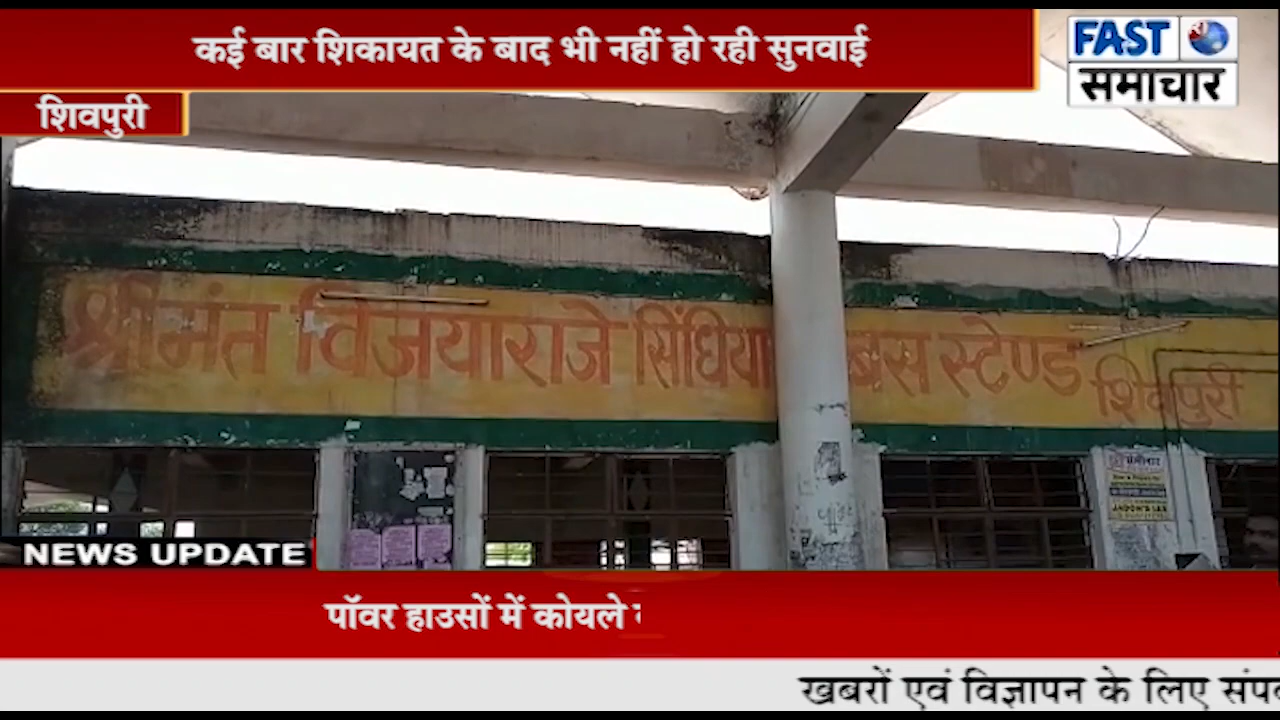 कई बार शिकायत के बाद भी नहीं हो रही सुनवाई
FAST
समाचार
शिवपुरी
श्रीमंत विजयाराजे सिंधिया बस स्टेण्ड शिवपुरी
NEWS UPDATE
पॉवर हाउसों में कोयले
खबरों एवं विज्ञापन के लिए